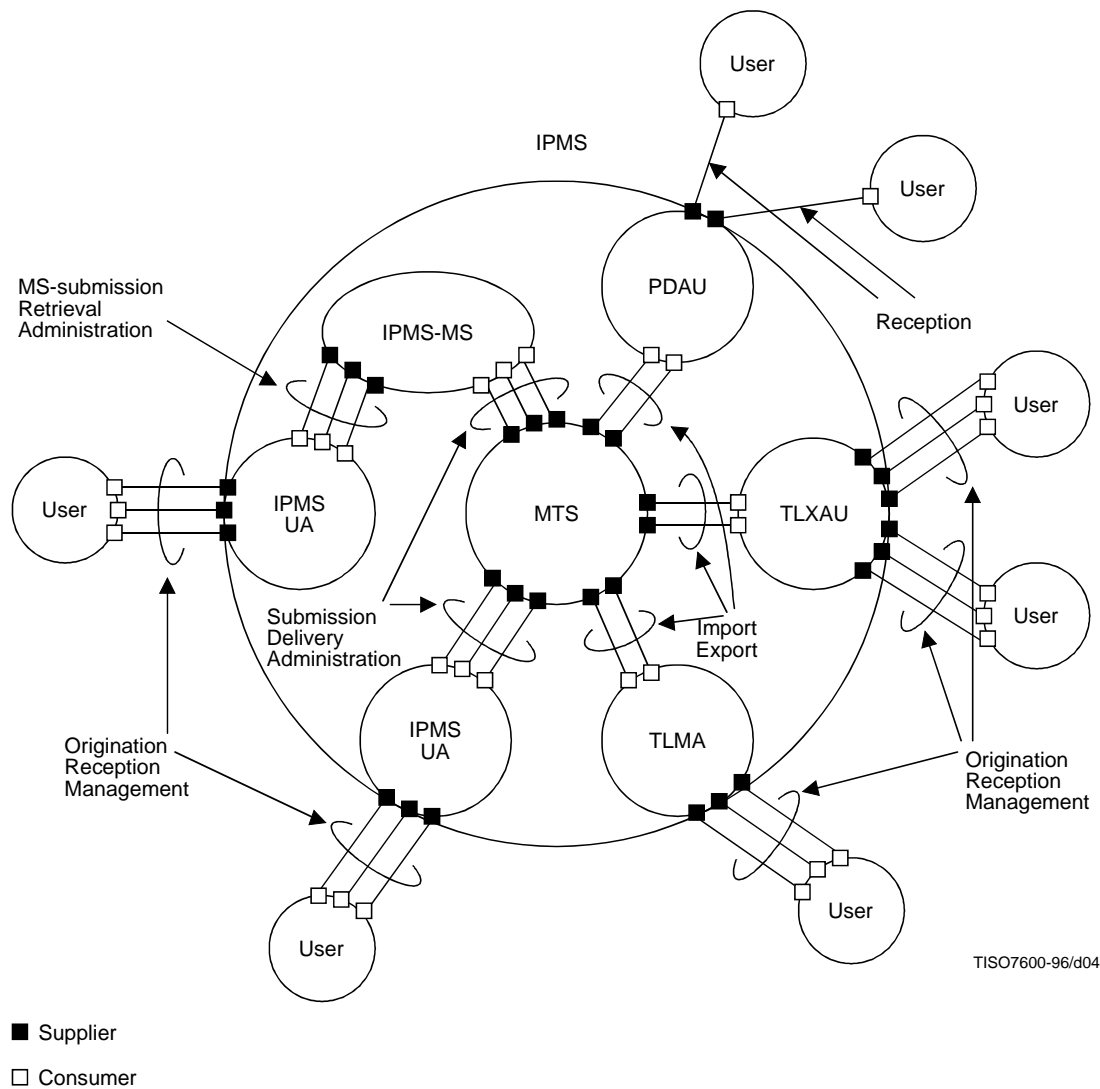 User
IPMS
User
MS-submission
Retrieval
Administration
PDAU
IPMS-MS
Reception
User
User
IPMS
UA
MTS
TLXAU
Submission
Delivery
Administration
Import
Export
User
IPMS
UA
TLMA
Origination
Reception
Management
Origination
Reception
Management
User
User
TISO7600-96/d04
Supplier
Consumer